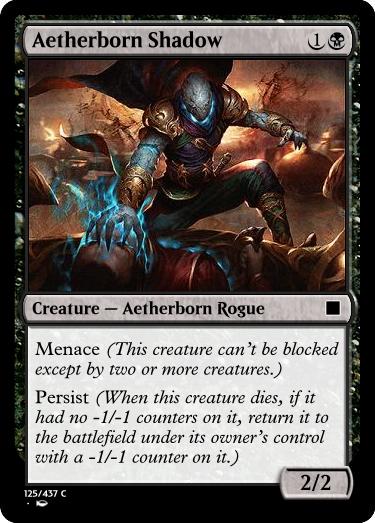 Aetherborn Shadow 1
Creature — Aetherborn Rogue
Menace (This creature can't be blocked
except by two or more creatures.)
Persist (When this creature dies, if it
had no -1/-1 counters on it, return it to
the battlefield under its owner's control
with a -1/-1 counter on it.)
2/2
125/437 C